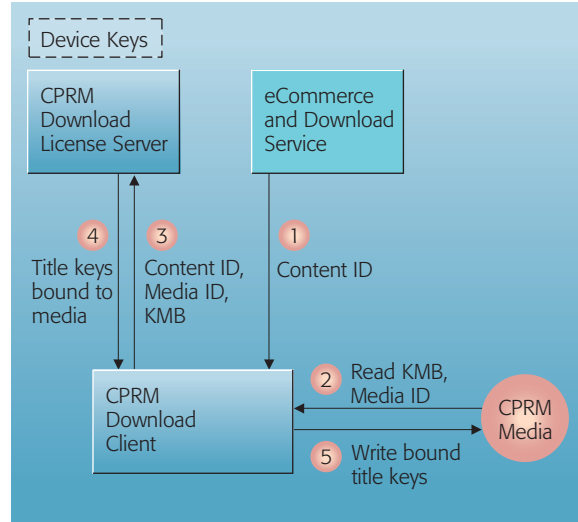 Device Keys
CPRM
Download
License Server
eCommerce
and Download
Service
4
3
1
Title keys
bound to
media
Content ID,
Media ID,
KMB
Content ID
2
Read KMB,
Media ID
CPRM
Download
Client
CPRM
Media
5
Write bound
title keys